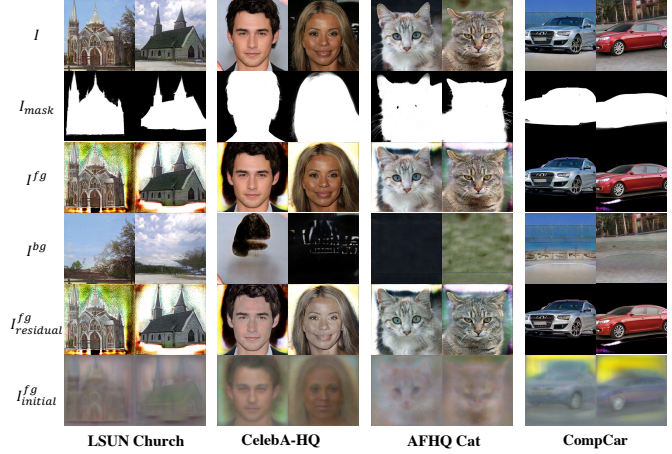 I
I_mask
I^fg
I^bg
I^fg_residual
I^fg_initial
LSUN Church CelebA-HQ AFHQ Cat CompCar